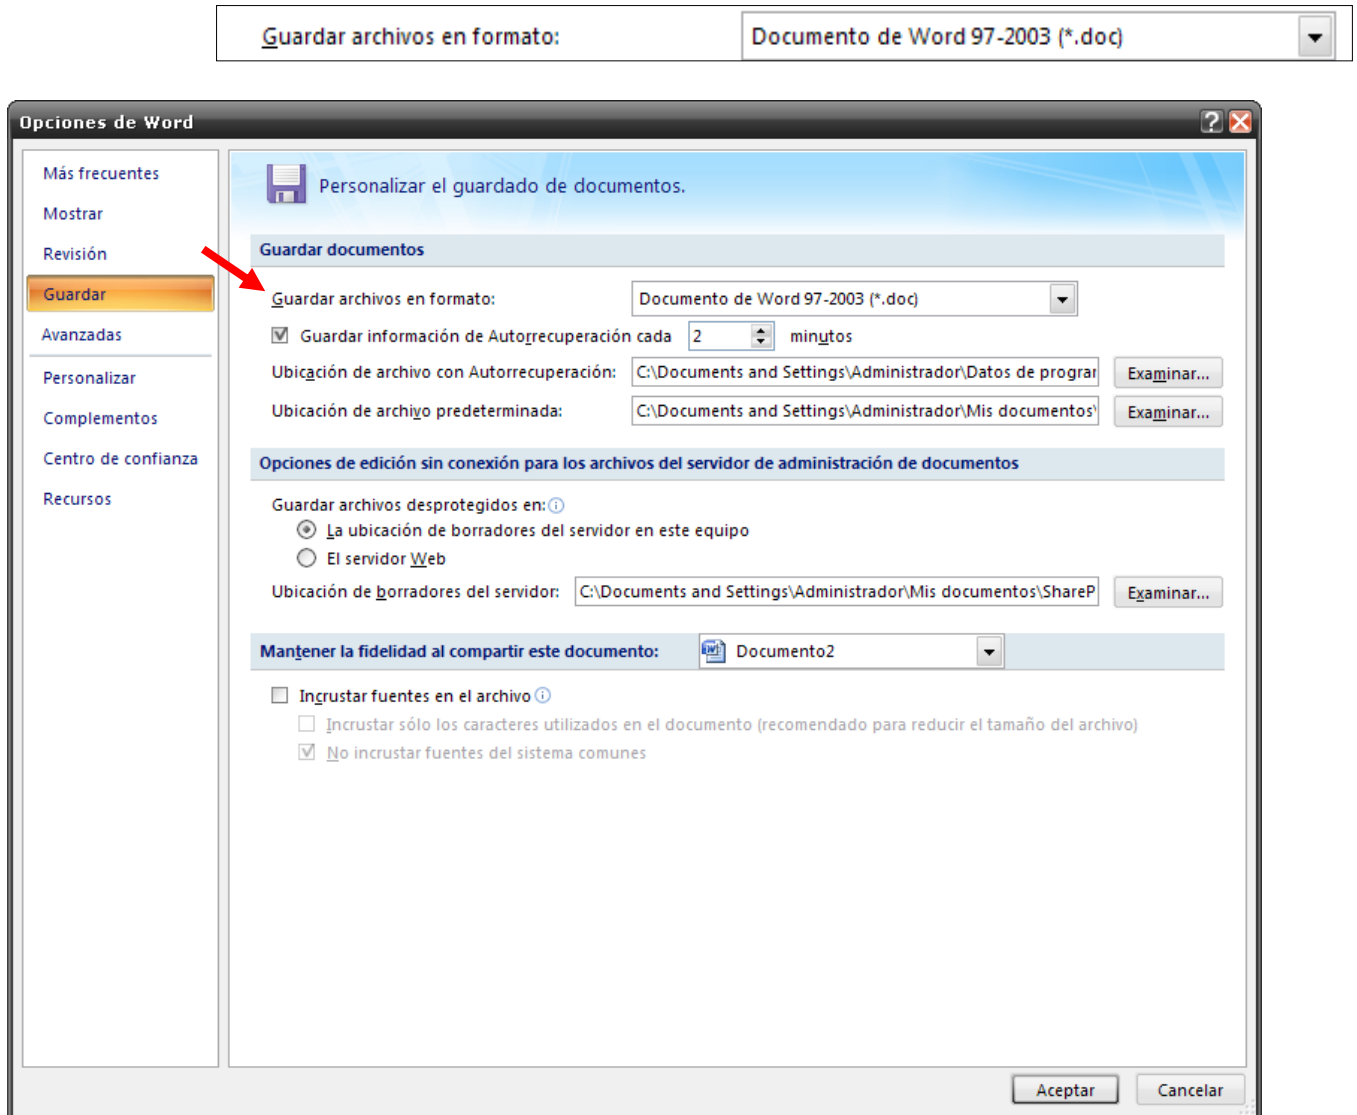 Guardar archivos en formato: Documento de Word 97-2003 (*.doc)
Opciones de Word
Más frecuentes
Mostrar
Revisión
Guardar
Avanzadas
Personalizar
Complementos
Centro de confianza
Recursos
Personalizar el guardado de documentos.
Guardar documentos
Guardar archivos en formato: Documento de Word 97-2003 (*.doc)
Guardar información de Autorrecuperación cada 2 minutos
Ubicación de archivo con Autorrecuperación: C:\Documents and Settings\Administrador\Datos de prograr Examinar...
Ubicación de archivo predeterminada: C:\Documents and Settings\Administrador\Mis documentos\ Examinar...
Opciones de edición sin conexión para los archivos del servidor de administración de documentos
Guardar archivos desprotegidos en:
La ubicación de borradores del servidor en este equipo
El servidor Web
Ubicación de borradores del servidor: C:\Documents and Settings\Administrador\Mis documentos\ShareP Examinar...
Mantener la fidelidad al compartir este documento: Documento2
Incrustar fuentes en el archivo
Incrustar sólo los caracteres utilizados en el documento (recomendado para reducir el tamaño del archivo)
No incrustar fuentes del sistema comunes
Aceptar Cancelar